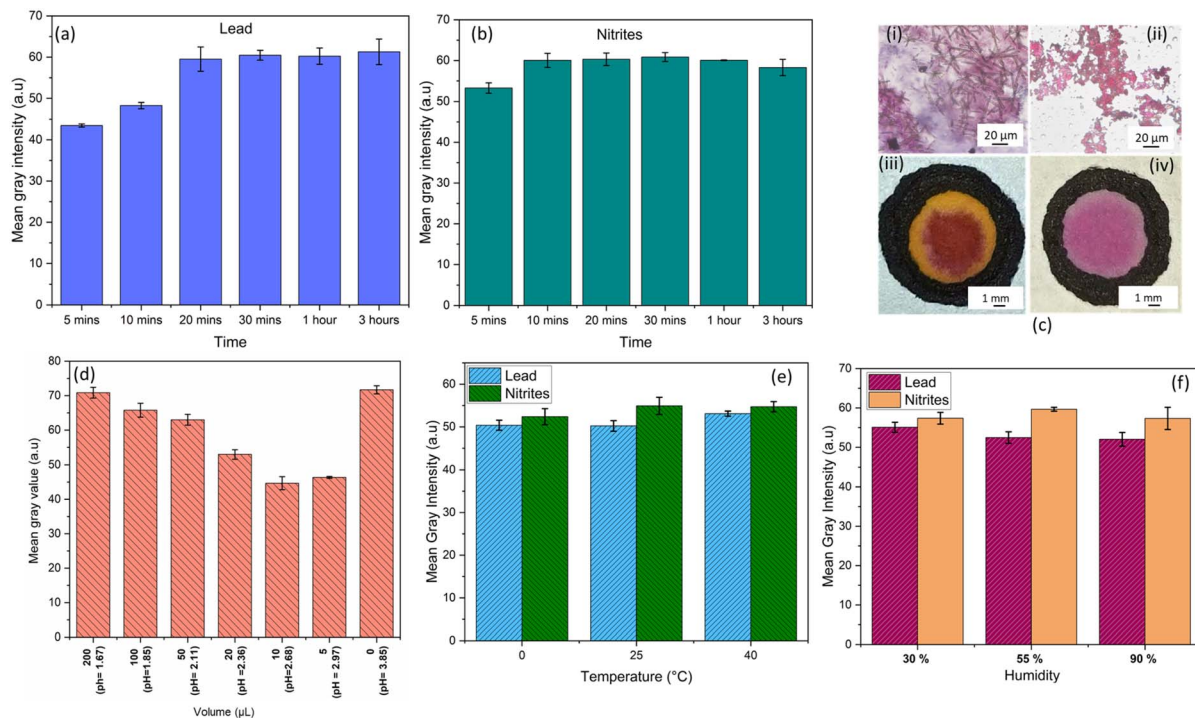 (a)
Lead
Mean gray intensity (a.u)
70
60
50
40
30
20
10
0
5 mins 10 mins 20 mins 30 mins 1 hour 3 hours
Time
(b)
Nitrites
Mean gray intensity (a.u)
70
60
50
40
30
20
10
0
5 mins 10 mins 20 mins 30 mins 1 hour 3 hours
Time
(i)
20 µm
(ii)
20 µm
(iii)
1 mm
(iv)
1 mm
(c)
(d)
Mean gray value (a.u)
80
70
60
50
40
30
20
10
0
200
(ph= 1.67)
100
(pH=1.85)
50
(pH= 2.11)
20
(pH =2.36)
10
(pH=2.68)
5
(pH = 2.97)
0
(pH= 3.85)
Volume (µL)
(e)
Lead
Nitrites
Mean Gray Intensity (a.u)
60
50
40
30
20
10
0
0 25 40
Temperature (°C)
(f)
Lead
Nitrites
Mean Gray Intensity (a.u)
70
60
50
40
30
20
10
0
30 % 55 % 90 %
Humidity